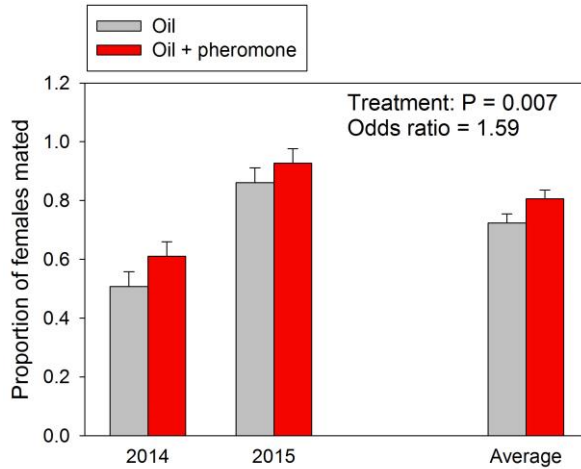 Oil
Oil + pheromone
Treatment: P = 0.007
Odds ratio = 1.59
Proportion of females mated
1.2
1.0
0.8
0.6
0.4
0.2
0.0
2014 2015 Average